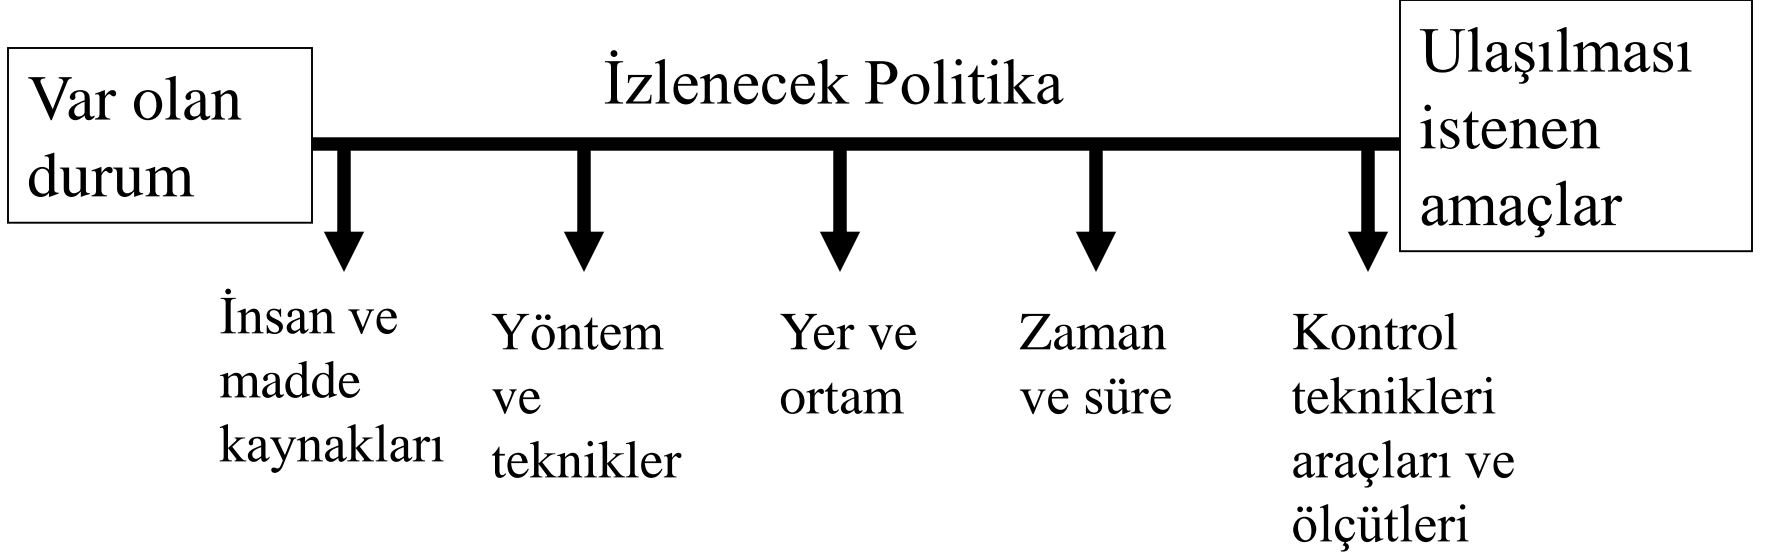 Var olan
durum
İzlenecek Politika
Ulaşılması
istenen
amaçlar
İnsan ve
madde
kaynakları
Yöntem
ve
teknikler
Yer ve
ortam
Zaman
ve süre
Kontrol
teknikleri
araçları ve
ölçütleri